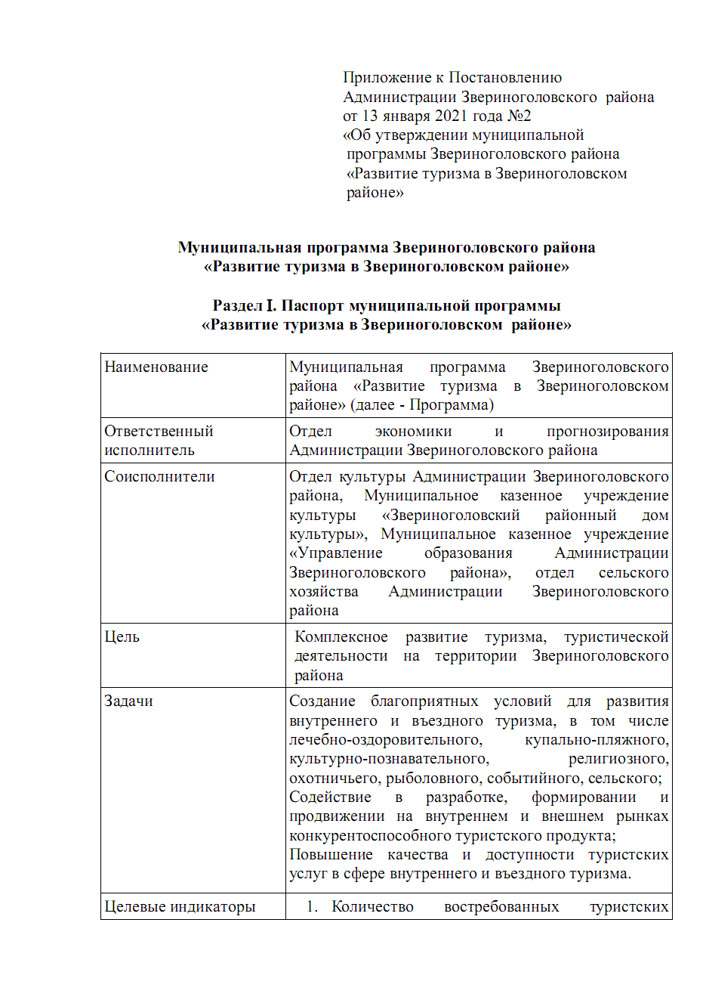 Приложение к Постановлению
Администрации Звериноголовского района
от 13 января 2021 года №2
«Об утверждении муниципальной
программы Звериноголовского района
«Развитие туризма в Звериноголовском
районе»
Муниципальная программа Звериноголовского района
«Развитие туризма в Звериноголовском районе»
Раздел I. Паспорт муниципальной программы
«Развитие туризма в Звериноголовском района»
Наименование
Муниципальная программа Звериноголовского
района «Развитие туризма в Звериноголовском
районе» (далее - Программа)
Ответственный
исполнитель
Отдел экономики и прогнозирования
Администрации Звериноголовского района
Соисполнители
Отдел культуры Администрации Звериноголовского
района, Муниципальное казенное учреждение
культуры «Звериноголовский районный дом
культуры», Муниципальное казенное учреждение
«Управление образования Администрации
Звериноголовского района», отдел сельского
хозяйства Администрации Звериноголовского
района
Цель
Комплексное развитие туризма, туристической
деятельности на территории Звериноголовского
района
Задачи
Создание благоприятных условий для развития
внутреннего и въездного туризма, в том числе
лечебно-оздоровительного, купально-пляжного,
культурно-познавательного, религиозного,
охотничьего, рыболовного, событийного, сельского;
Содействие в разработке, формировании и
продвижении на внутреннем и внешнем рынках
конкурентоспособного туристского продукта;
Повышение качества и доступности туристских
услуг в сфере внутреннего и въездного туризма.
Целевые индикаторы
1. Количество востребованных туристских